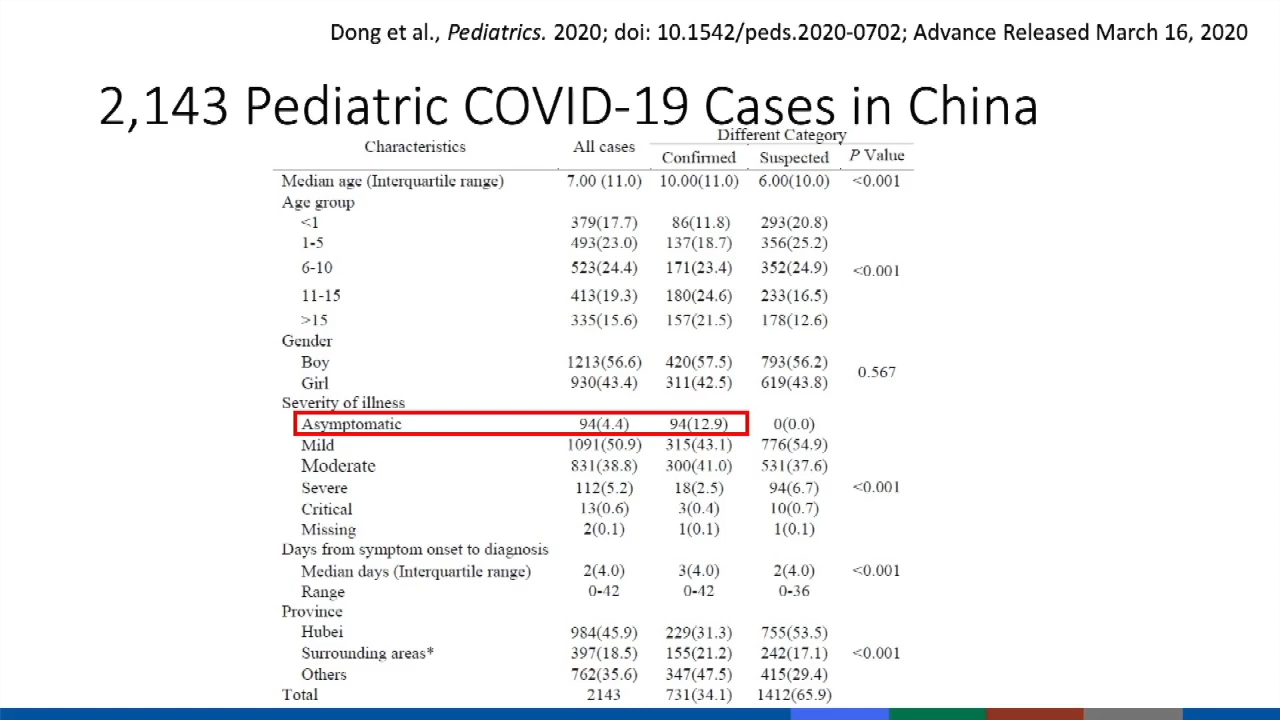 Dong et al., Pediatrics. 2020; doi: 10.1542/peds.2020-0702; Advance Released March 16, 2020
2,143 Pediatric COVID-19 Cases in China
Different Category
Characteristics All cases Confirmed Suspected P Value
Median age (Interquartile range) 7.00 (11.0) 10.00(11.0) 6.00(10.0) <0.001
Age group
<1 379(17.7) 86(11.8) 293(20.8)
1-5 493(23.0) 137(18.7) 356(25.2)
6-10 523(24.4) 171(23.4) 352(24.9) <0.001
11-15 413(19.3) 180(24.6) 233(16.5)
>15 335(15.6) 157(21.5) 178(12.6)
Gender
Boy 1213(56.6) 420(57.5) 793(56.2)
0.567
Girl 930(43.4) 311(42.5) 619(43.8)
Severity of illness
Asymptomatic 94(4.4) 94(12.9) 0(0.0)
Mild 1091(50.9) 315(43.1) 776(54.9)
Moderate 831(38.8) 300(41.0) 531(37.6)
Severe 112(5.2) 18(2.5) 94(6.7) <0.001
Critical 13(0.6) 3(0.4) 10(0.7)
Missing 2(0.1) 1(0.1) 1(0.1)
Days from symptom onset to diagnosis
Median days (Interquartile range) 2(4.0) 3(4.0) 2(4.0) <0.001
Range 0-42 0-42 0-36
Province
Hubei 984(45.9) 229(31.3) 755(53.5)
Surrounding areas* 397(18.5) 155(21.2) 242(17.1) <0.001
Others 762(35.6) 347(47.5) 415(29.4)
Total 2143 731(34.1) 1412(65.9)